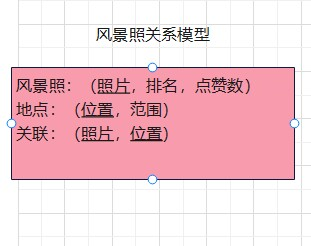 风景照关系模型
风景照：（照片，排名，点赞数）
地点：（位置，范围）
关联：（照片，位置）